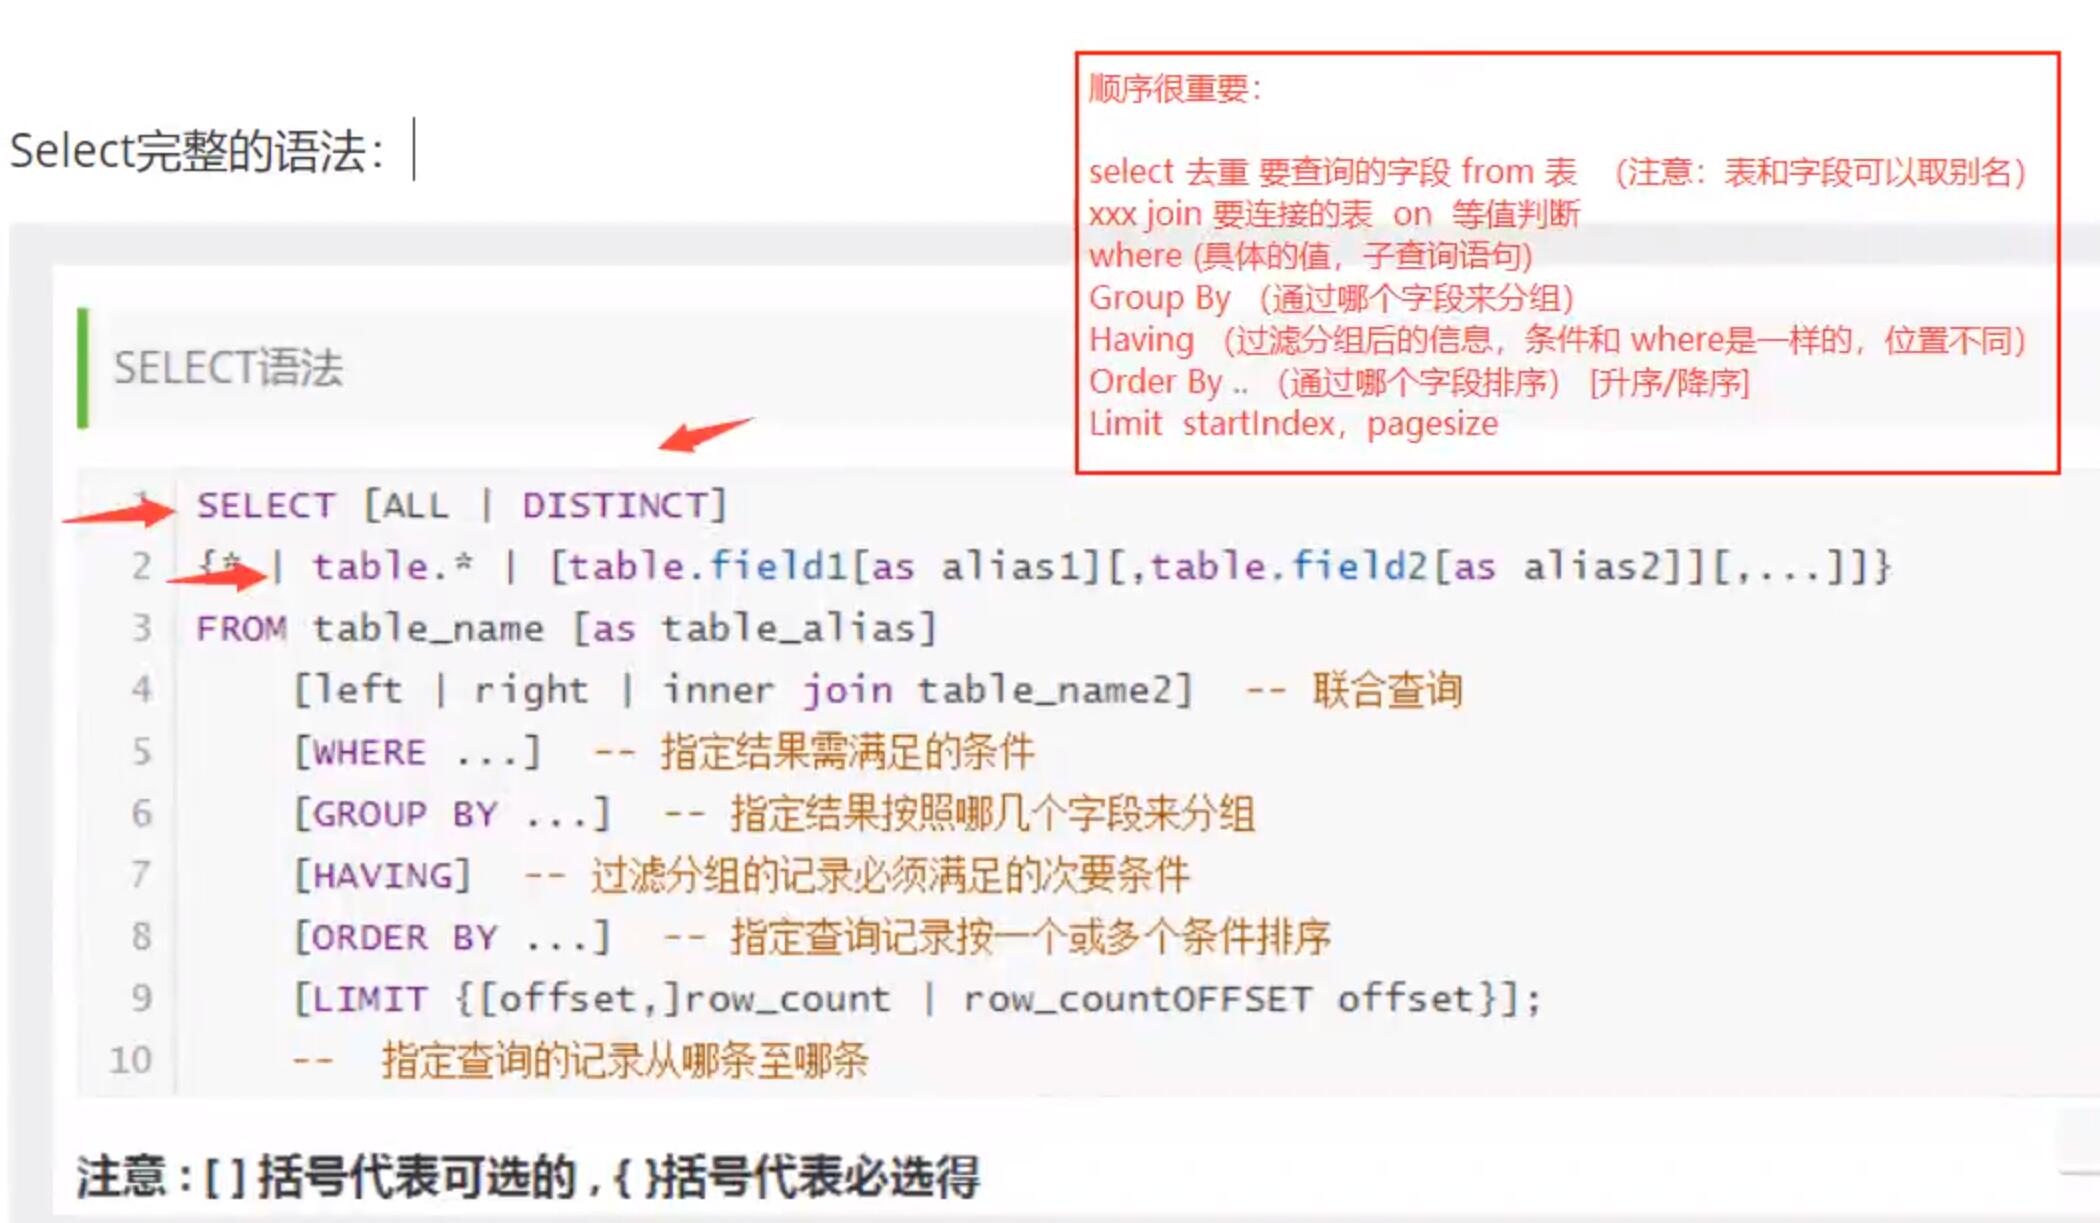 Select完整的语法：
顺序很重要：
select 去重 要查询的字段 from 表 （注意：表和字段可以取别名）
xxx join 要连接的表 on 等值判断
where (具体的值，子查询语句)
Group By （通过哪个字段来分组）
Having （过滤分组后的信息，条件和 where是一样的，位置不同）
Order By .. （通过哪个字段排序） [升序/降序]
Limit startIndex，pagesize
SELECT语法
1 SELECT [ALL | DISTINCT]
2 {* | table.* | [table.field1[as alias1][,table.field2[as alias2]][,...]]}
3 FROM table_name [as table_alias]
4 [left | right | inner join table_name2] -- 联合查询
5 [WHERE ...] -- 指定结果需满足的条件
6 [GROUP BY ...] -- 指定结果按照哪几个字段来分组
7 [HAVING] -- 过滤分组的记录必须满足的次要条件
8 [ORDER BY ...] -- 指定查询记录按一个或多个条件排序
9 [LIMIT {[offset,]row_count | row_countOFFSET offset}];
10 -- 指定查询的记录从哪条至哪条
注意 : [ ] 括号代表可选的 , { }括号代表必选得